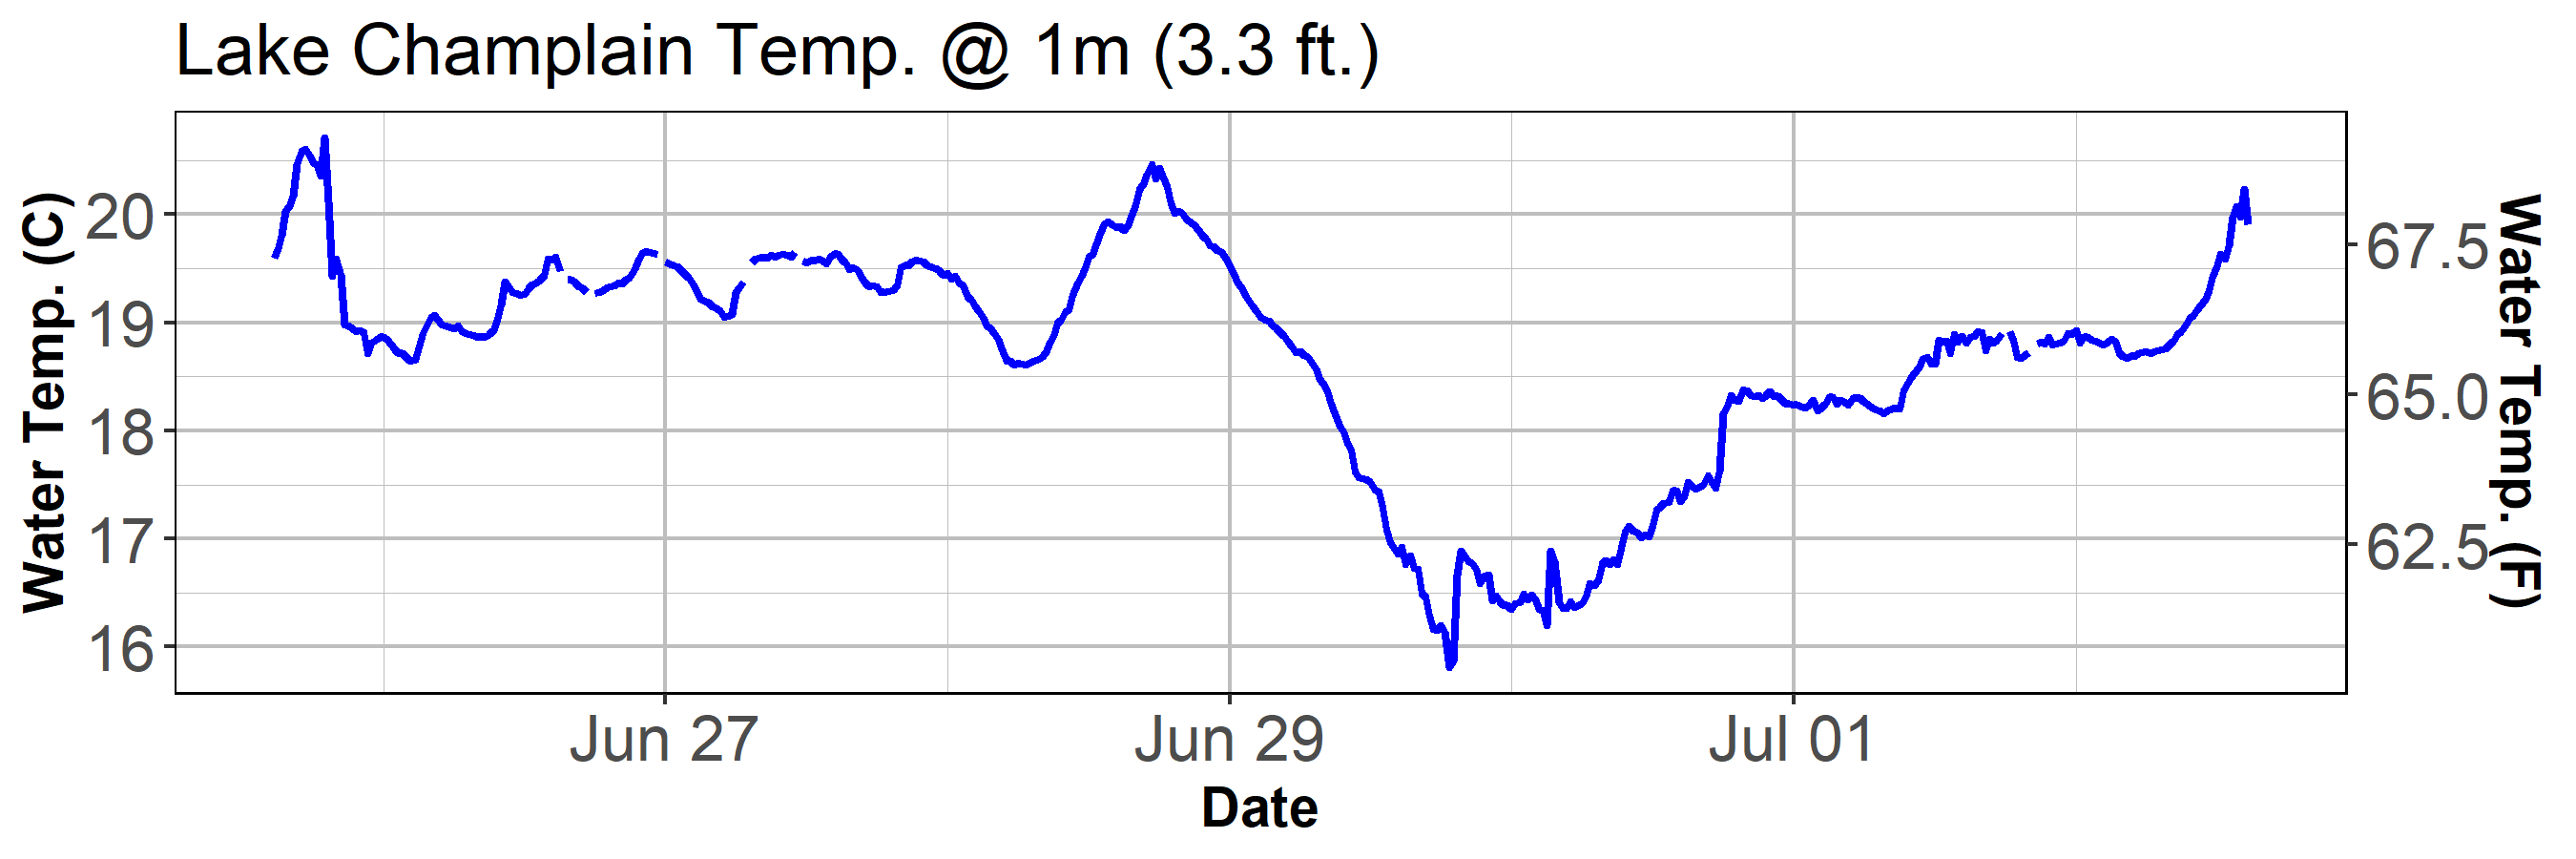 Lake Champlain Temp. @ 1m (3.3 ft.)
Water Temp. (C)
20
19
18
17
16
67.5
65.0
62.5
Water Temp. (F)
Jun 27
Jun 29
Jul 01
Date